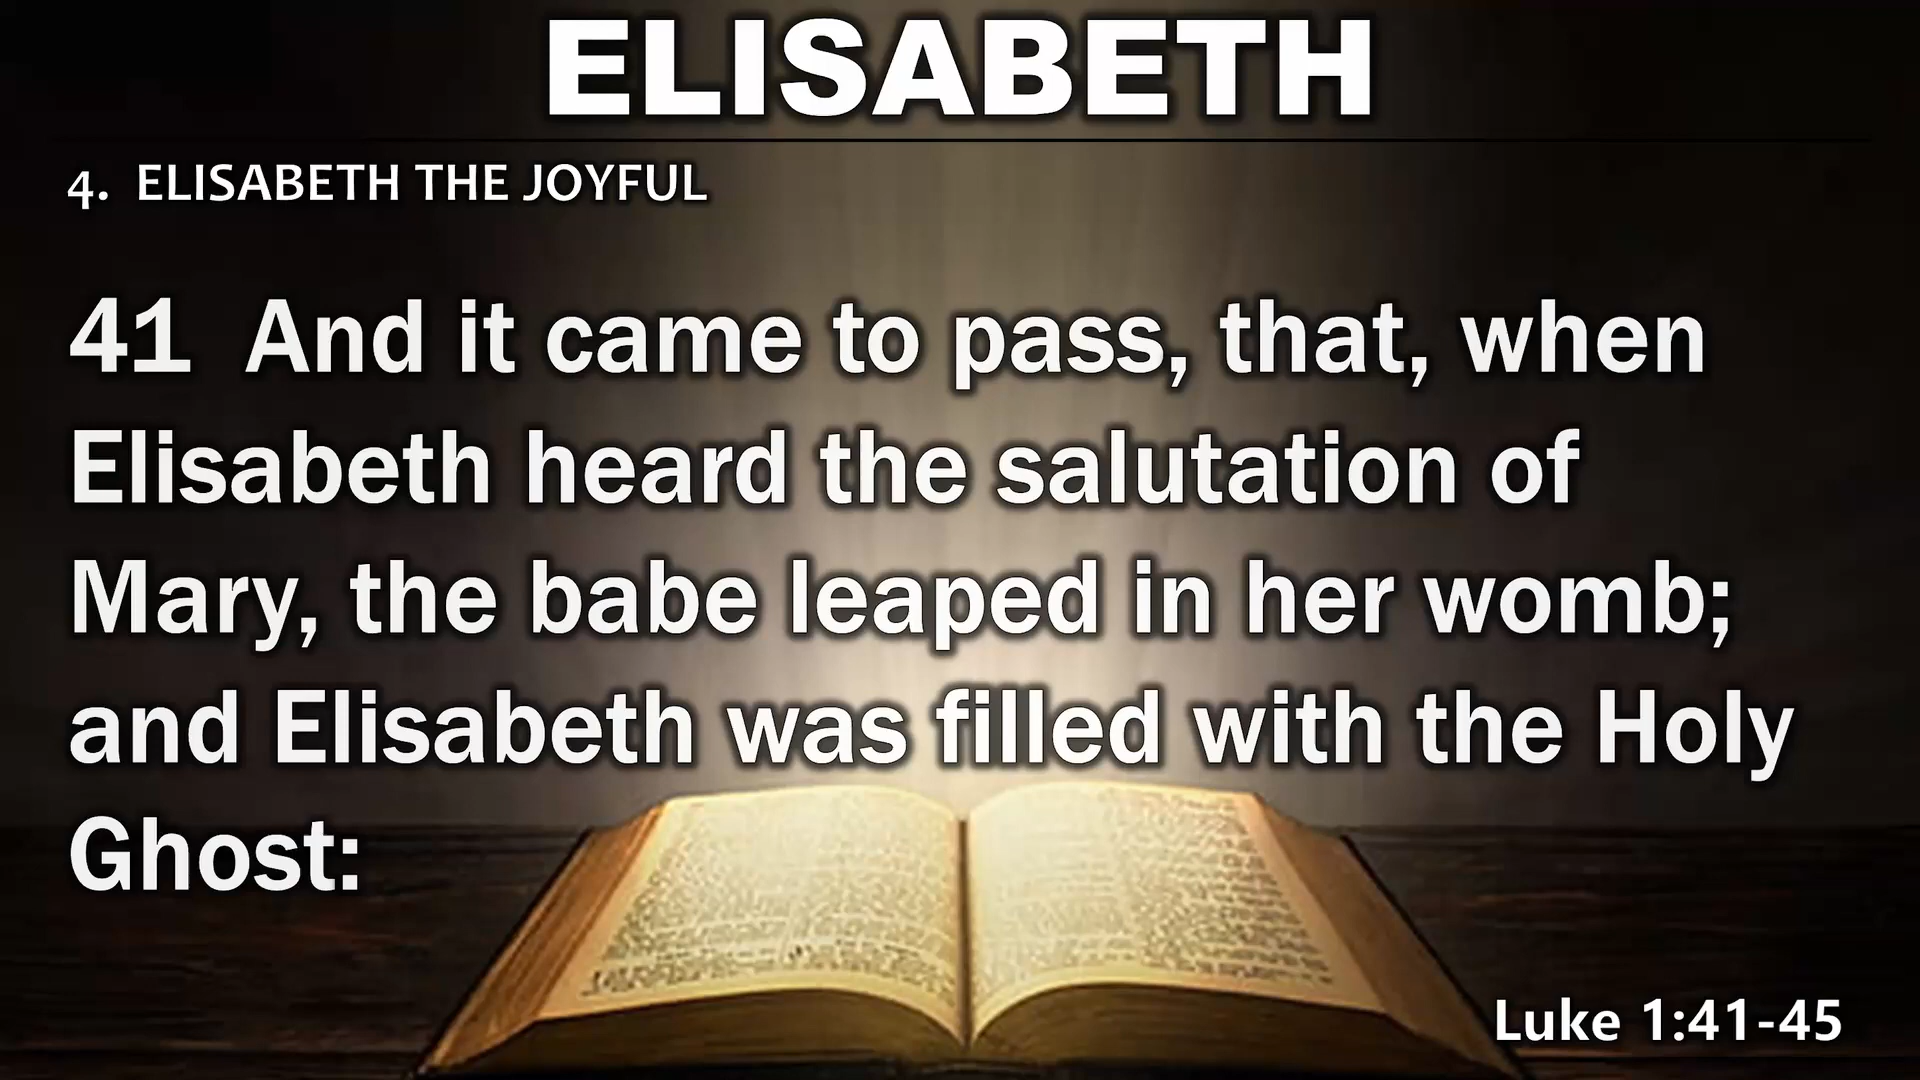 ELISABETH
4. ELISABETH THE JOYFUL
41 And it came to pass, that, when
Elisabeth heard the salutation of
Mary, the babe leaped in her womb;
and Elisabeth was filled with the Holy
Ghost:
Luke 1:41-45